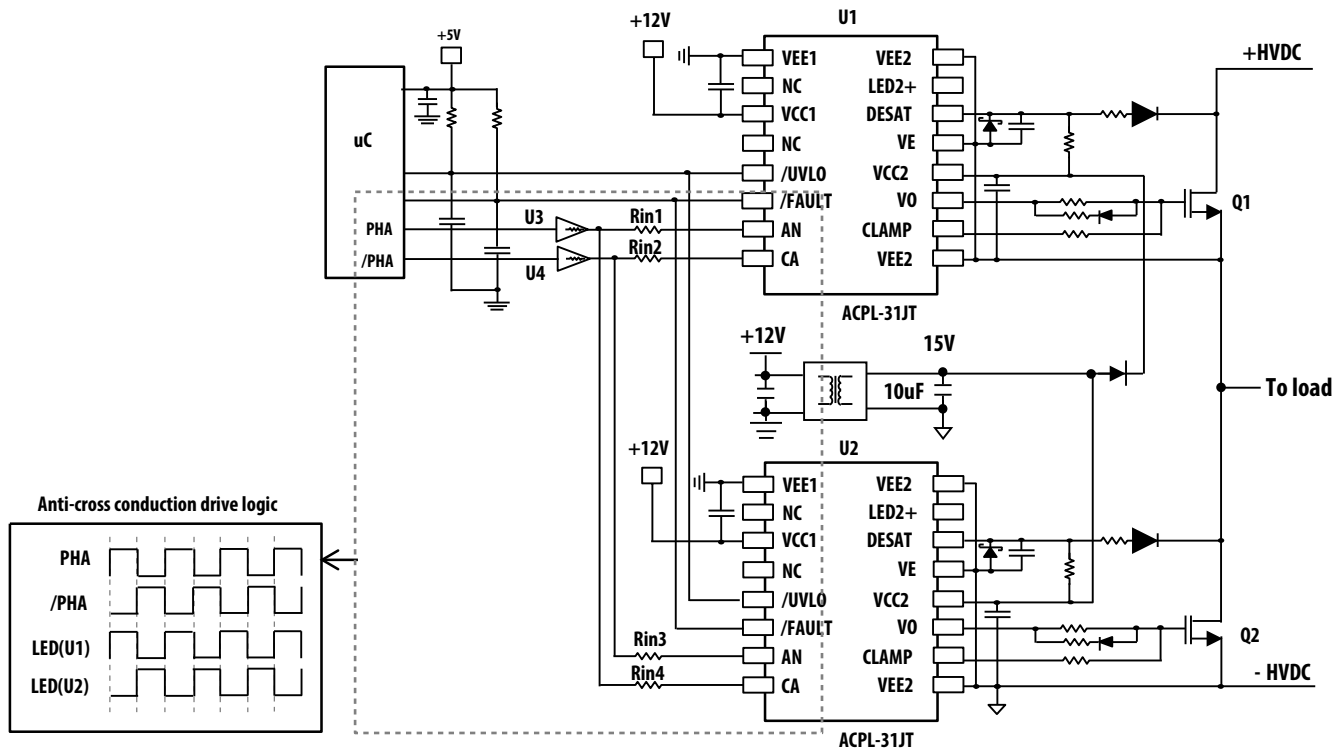 +5V
uC
PHA
/PHA
U3
U4
Rin1
Rin2
+12V
U1
VEE1
NC
VCC1
NC
/UVLO
/FAULT
AN
CA
VEE2
LED2+
DESAT
VE
VCC2
VO
CLAMP
VEE2
ACPL-31JT
+HVDC
Q1
+12V
15V
10uF
To load
+12V
U2
VEE1
NC
VCC1
NC
/UVLO
/FAULT
AN
CA
VEE2
LED2+
DESAT
VE
VCC2
VO
CLAMP
VEE2
ACPL-31JT
Rin3
Rin4
Q2
- HVDC
Anti-cross conduction drive logic
PHA
/PHA
LED(U1)
LED(U2)